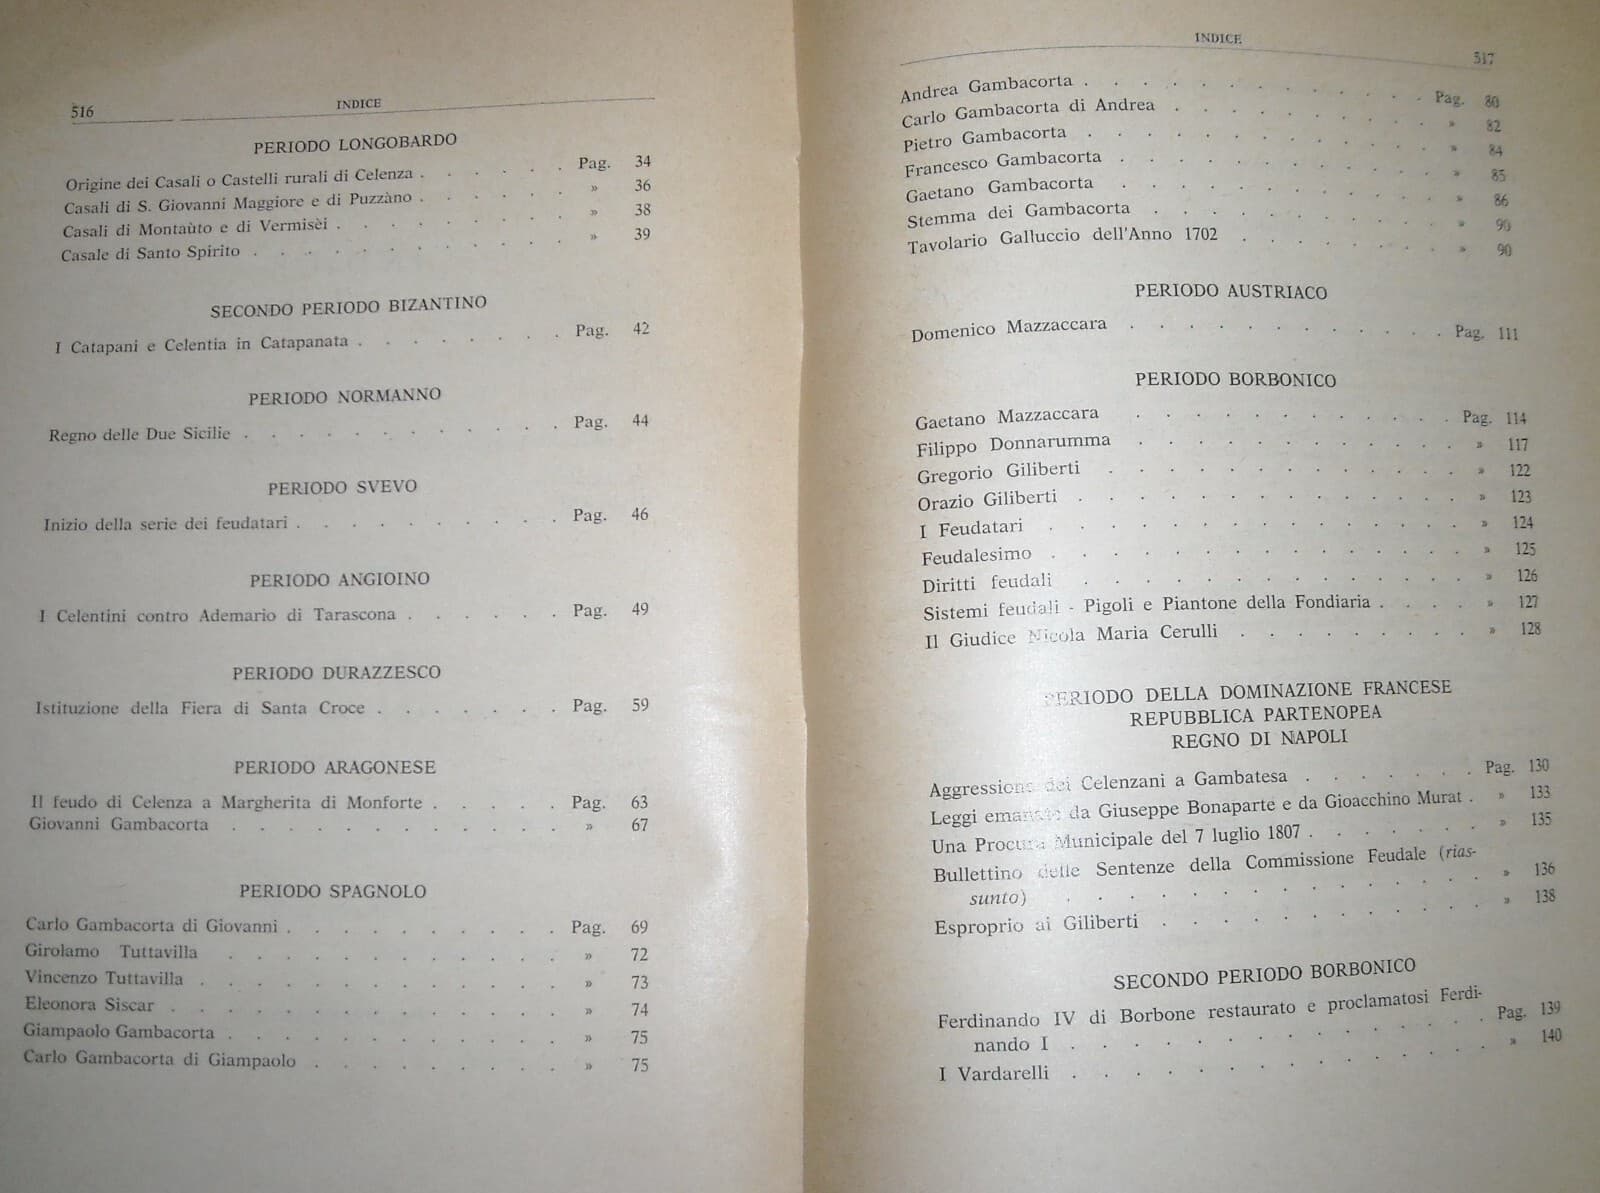 516 INDICE
PERIODO LONGOBARDO
Origine dei Casali o Castelli rurali di Celenza . . . . . . Pag. 34
Casali di S. Giovanni Maggiore e di Puzzàno . . . . . . » 36
Casali di Montaùto e di Vermisèi . . . . . . . . . » 38
Casale di Santo Spirito . . . . . . . . . . . . » 39
SECONDO PERIODO BIZANTINO
I Catapani e Celentia in Catapanata . . . . . . . . Pag. 42
PERIODO NORMANNO
Regno delle Due Sicilie . . . . . . . . . . . . Pag. 44
PERIODO SVEVO
Inizio della serie dei feudatari . . . . . . . . . . Pag. 46
PERIODO ANGIOINO
I Celentini contro Ademario di Tarascona . . . . . . Pag. 49
PERIODO DURAZZESCO
Istituzione della Fiera di Santa Croce . . . . . . . Pag. 59
PERIODO ARAGONESE
Il feudo di Celenza a Margherita di Monforte . . . . . Pag. 63
Giovanni Gambacorta . . . . . . . . . . . . » 67
PERIODO SPAGNOLO
Carlo Gambacorta di Giovanni . . . . . . . . . . Pag. 69
Girolamo Tuttavilla . . . . . . . . . . . . » 72
Vincenzo Tuttavilla . . . . . . . . . . . . . » 73
Eleonora Siscar . . . . . . . . . . . . . . » 74
Giampaolo Gambacorta . . . . . . . . . . . . » 75
Carlo Gambacorta di Giampaolo . . . . . . . . . » 75
INDICE 517
Andrea Gambacorta . . . . . . . . . . . . Pag. 80
Carlo Gambacorta di Andrea . . . . . . . . . » 82
Pietro Gambacorta . . . . . . . . . . . . » 84
Francesco Gambacorta . . . . . . . . . . . » 85
Gaetano Gambacorta . . . . . . . . . . . » 86
Stemma dei Gambacorta . . . . . . . . . . » 90
Tavolario Galluccio dell'Anno 1702 . . . . . . . » 90
PERIODO AUSTRIACO
Domenico Mazzaccara . . . . . . . . . . . . Pag. 111
PERIODO BORBONICO
Gaetano Mazzaccara . . . . . . . . . . . Pag. 114
Filippo Donnarumma . . . . . . . . . . . » 117
Gregorio Giliberti . . . . . . . . . . . . » 122
Orazio Giliberti . . . . . . . . . . . . . » 123
I Feudatari . . . . . . . . . . . . . . » 124
Feudalesimo . . . . . . . . . . . . . . » 125
Diritti feudali . . . . . . . . . . . . . » 126
Sistemi feudali - Pigoli e Piantone della Fondiaria . . . . » 127
Il Giudice Nicola Maria Cerulli . . . . . . . . » 128
PERIODO DELLA DOMINAZIONE FRANCESE
REPUBBLICA PARTENOPEA
REGNO DI NAPOLI
Aggressione dei Celenzani a Gambatesa . . . . . . Pag. 130
Leggi emanate da Giuseppe Bonaparte e da Gioacchino Murat . » 133
Una Procura Municipale del 7 luglio 1807 . . . . . . » 135
Bullettino delle Sentenze della Commissione Feudale (rias-
sunto) . . . . . . . . . . . . . . » 136
Esproprio ai Giliberti . . . . . . . . . . . » 138
SECONDO PERIODO BORBONICO
Ferdinando IV di Borbone restaurato e proclamatosi Ferdi-
nando I . . . . . . . . . . . . . . Pag. 139
I Vardarelli . . . . . . . . . . . . . . » 140